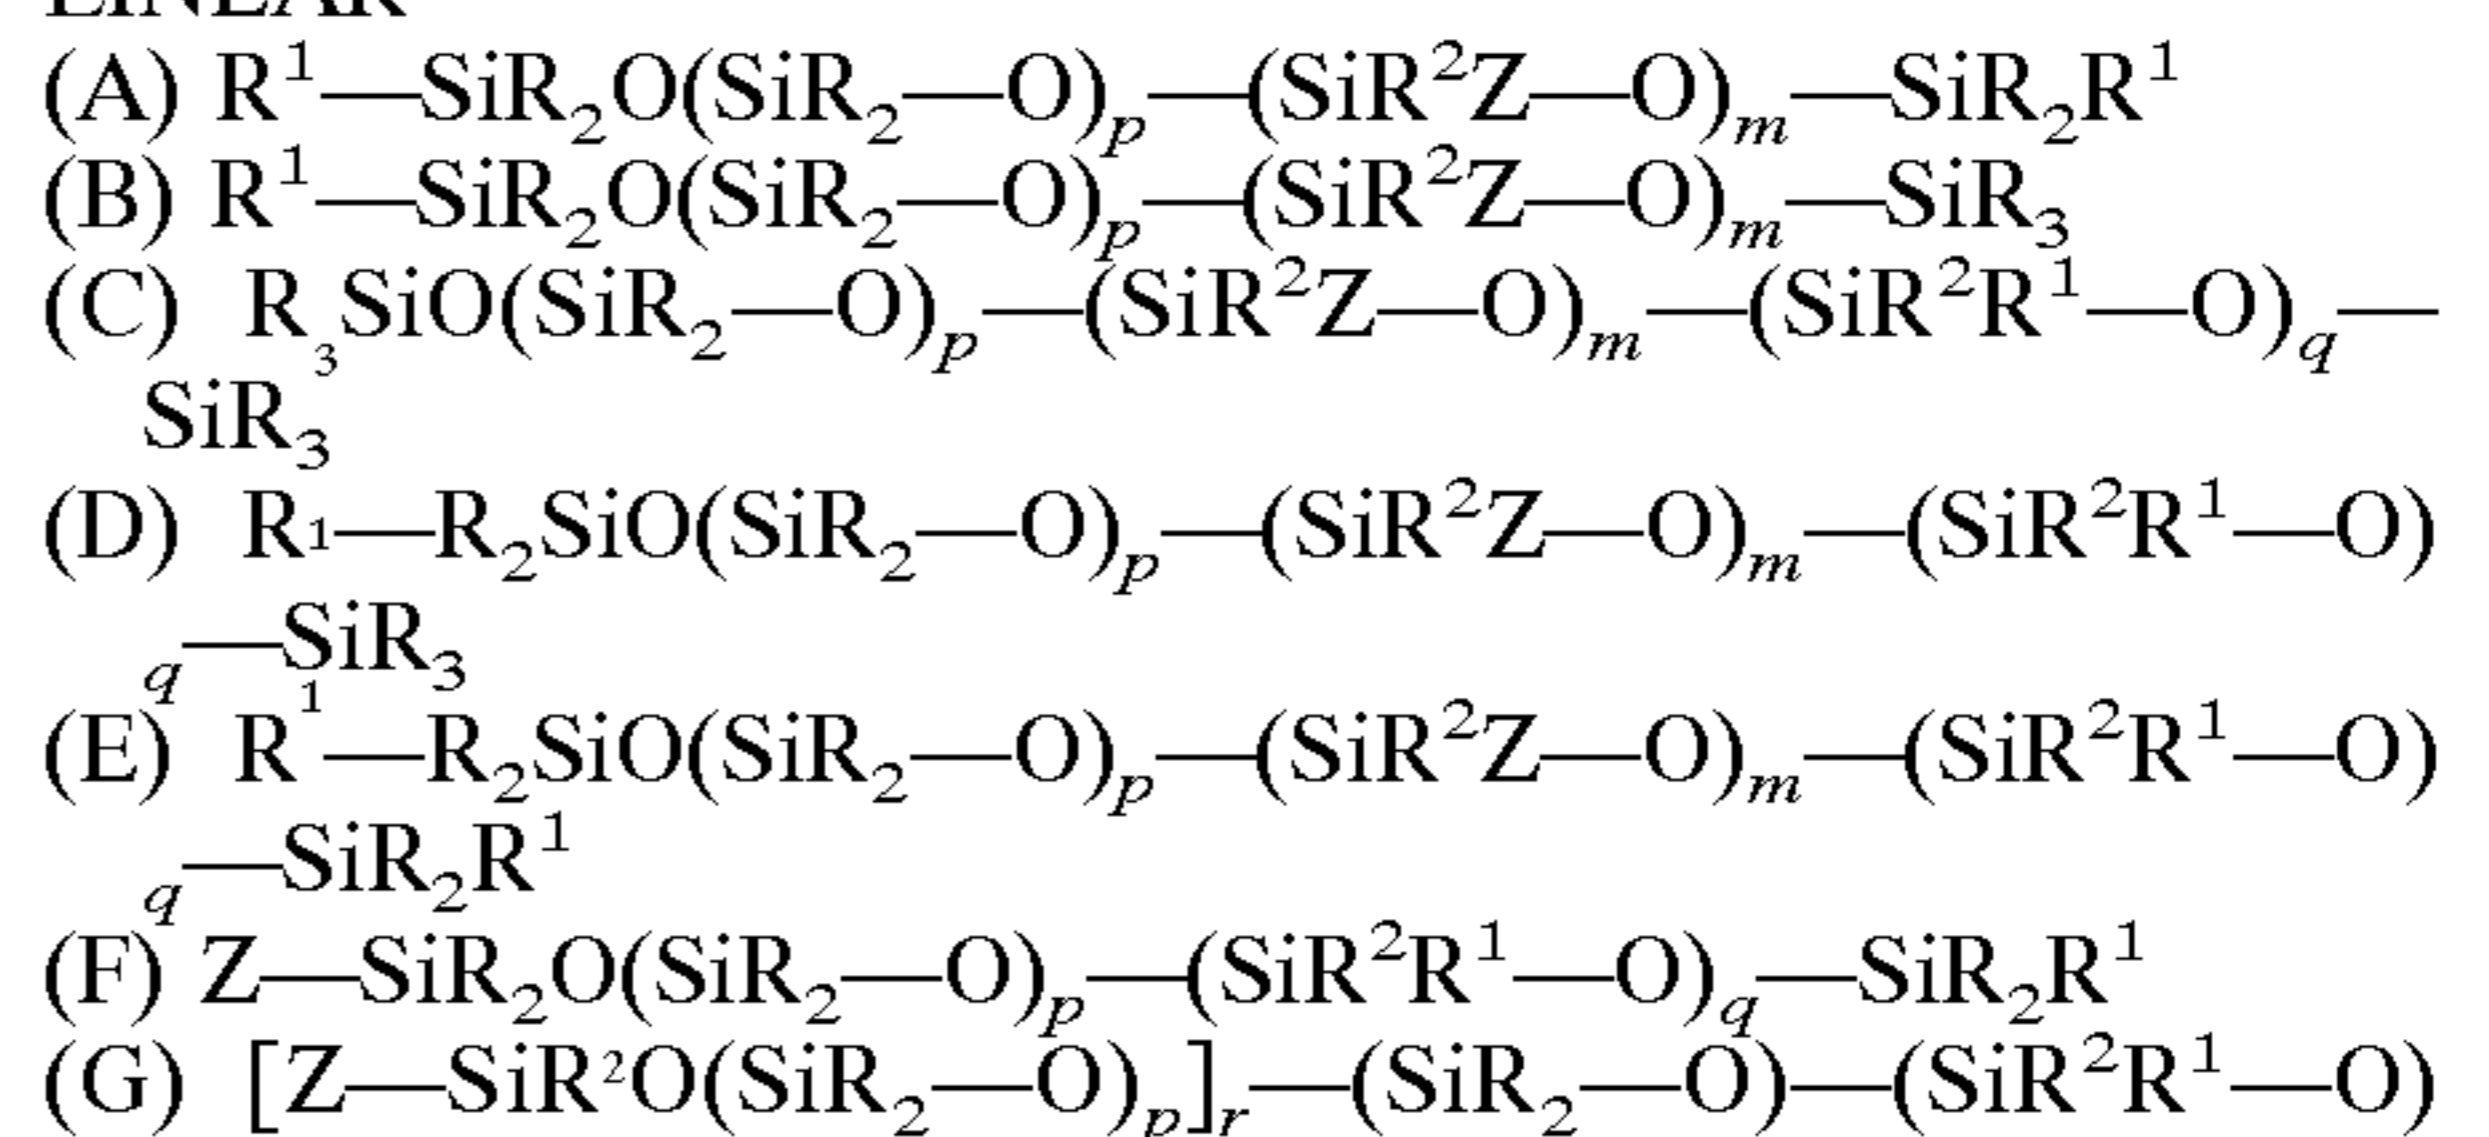 LINEAR
(A) R¹—SiR₂O(SiR₂—O)ₚ—(SiR²Z—O)ₘ—SiR₂R¹
(B) R¹—SiR₂O(SiR₂—O)ₚ—(SiR²Z—O)ₘ—SiR₃
(C) R₃SiO(SiR₂—O)ₚ—(SiR²Z—O)ₘ—(SiR²R¹—O)q—
SiR₃
(D) R₁—R₂SiO(SiR₂—O)ₚ—(SiR²Z—O)ₘ—(SiR²R¹—O)
q—SiR₃
(E) R¹—R₂SiO(SiR₂—O)ₚ—(SiR²Z—O)ₘ—(SiR²R¹—O)
q—SiR₂R¹
(F) Z—SiR₂O(SiR₂—O)ₚ—(SiR²R¹—O)q—SiR₂R¹
(G) [Z—SiR²O(SiR₂—O)ₚ]ᵣ—(SiR₂—O)—(SiR²R¹—O)